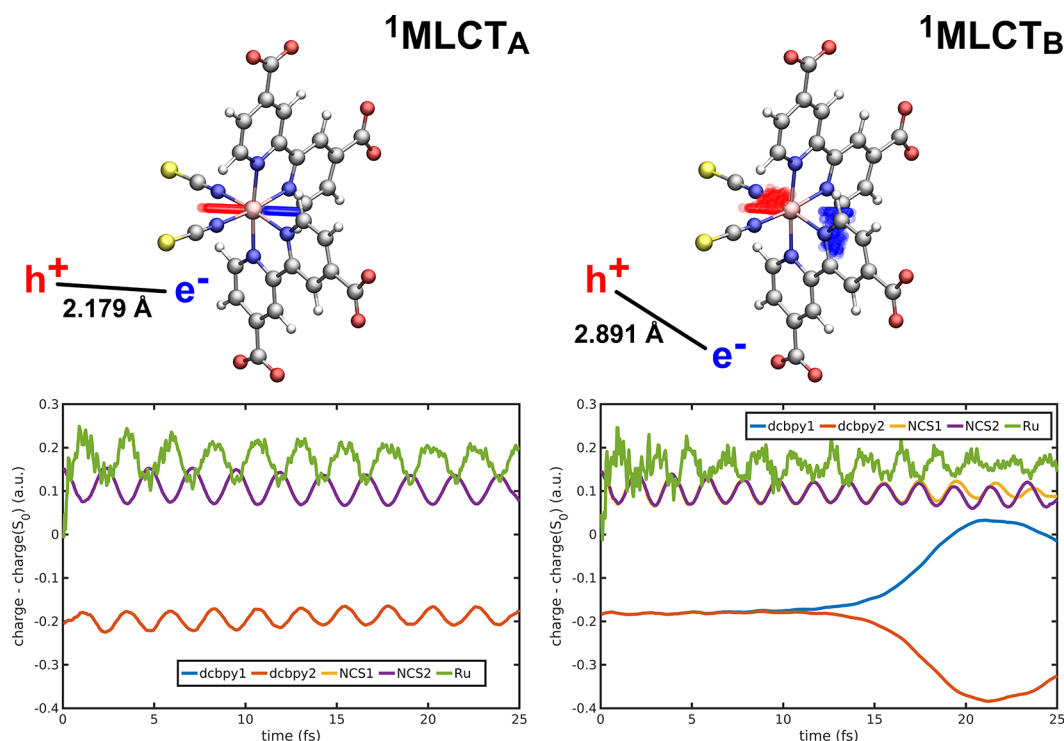 ¹MLCT_A
¹MLCT_B
h⁺
e⁻
2.179 Å
h⁺
2.891 Å
e⁻
0.3
0.2
0.1
0
-0.1
-0.2
-0.3
-0.4
charge - charge(S₀) (a.u.)
dcbpy1 dcbpy2 NCS1 NCS2 Ru
0 5 10 15 20 25
time (fs)
0.3
0.2
0.1
0
-0.1
-0.2
-0.3
-0.4
charge - charge(S₀) (a.u.)
dcbpy1 dcbpy2 NCS1 NCS2 Ru
0 5 10 15 20 25
time (fs)